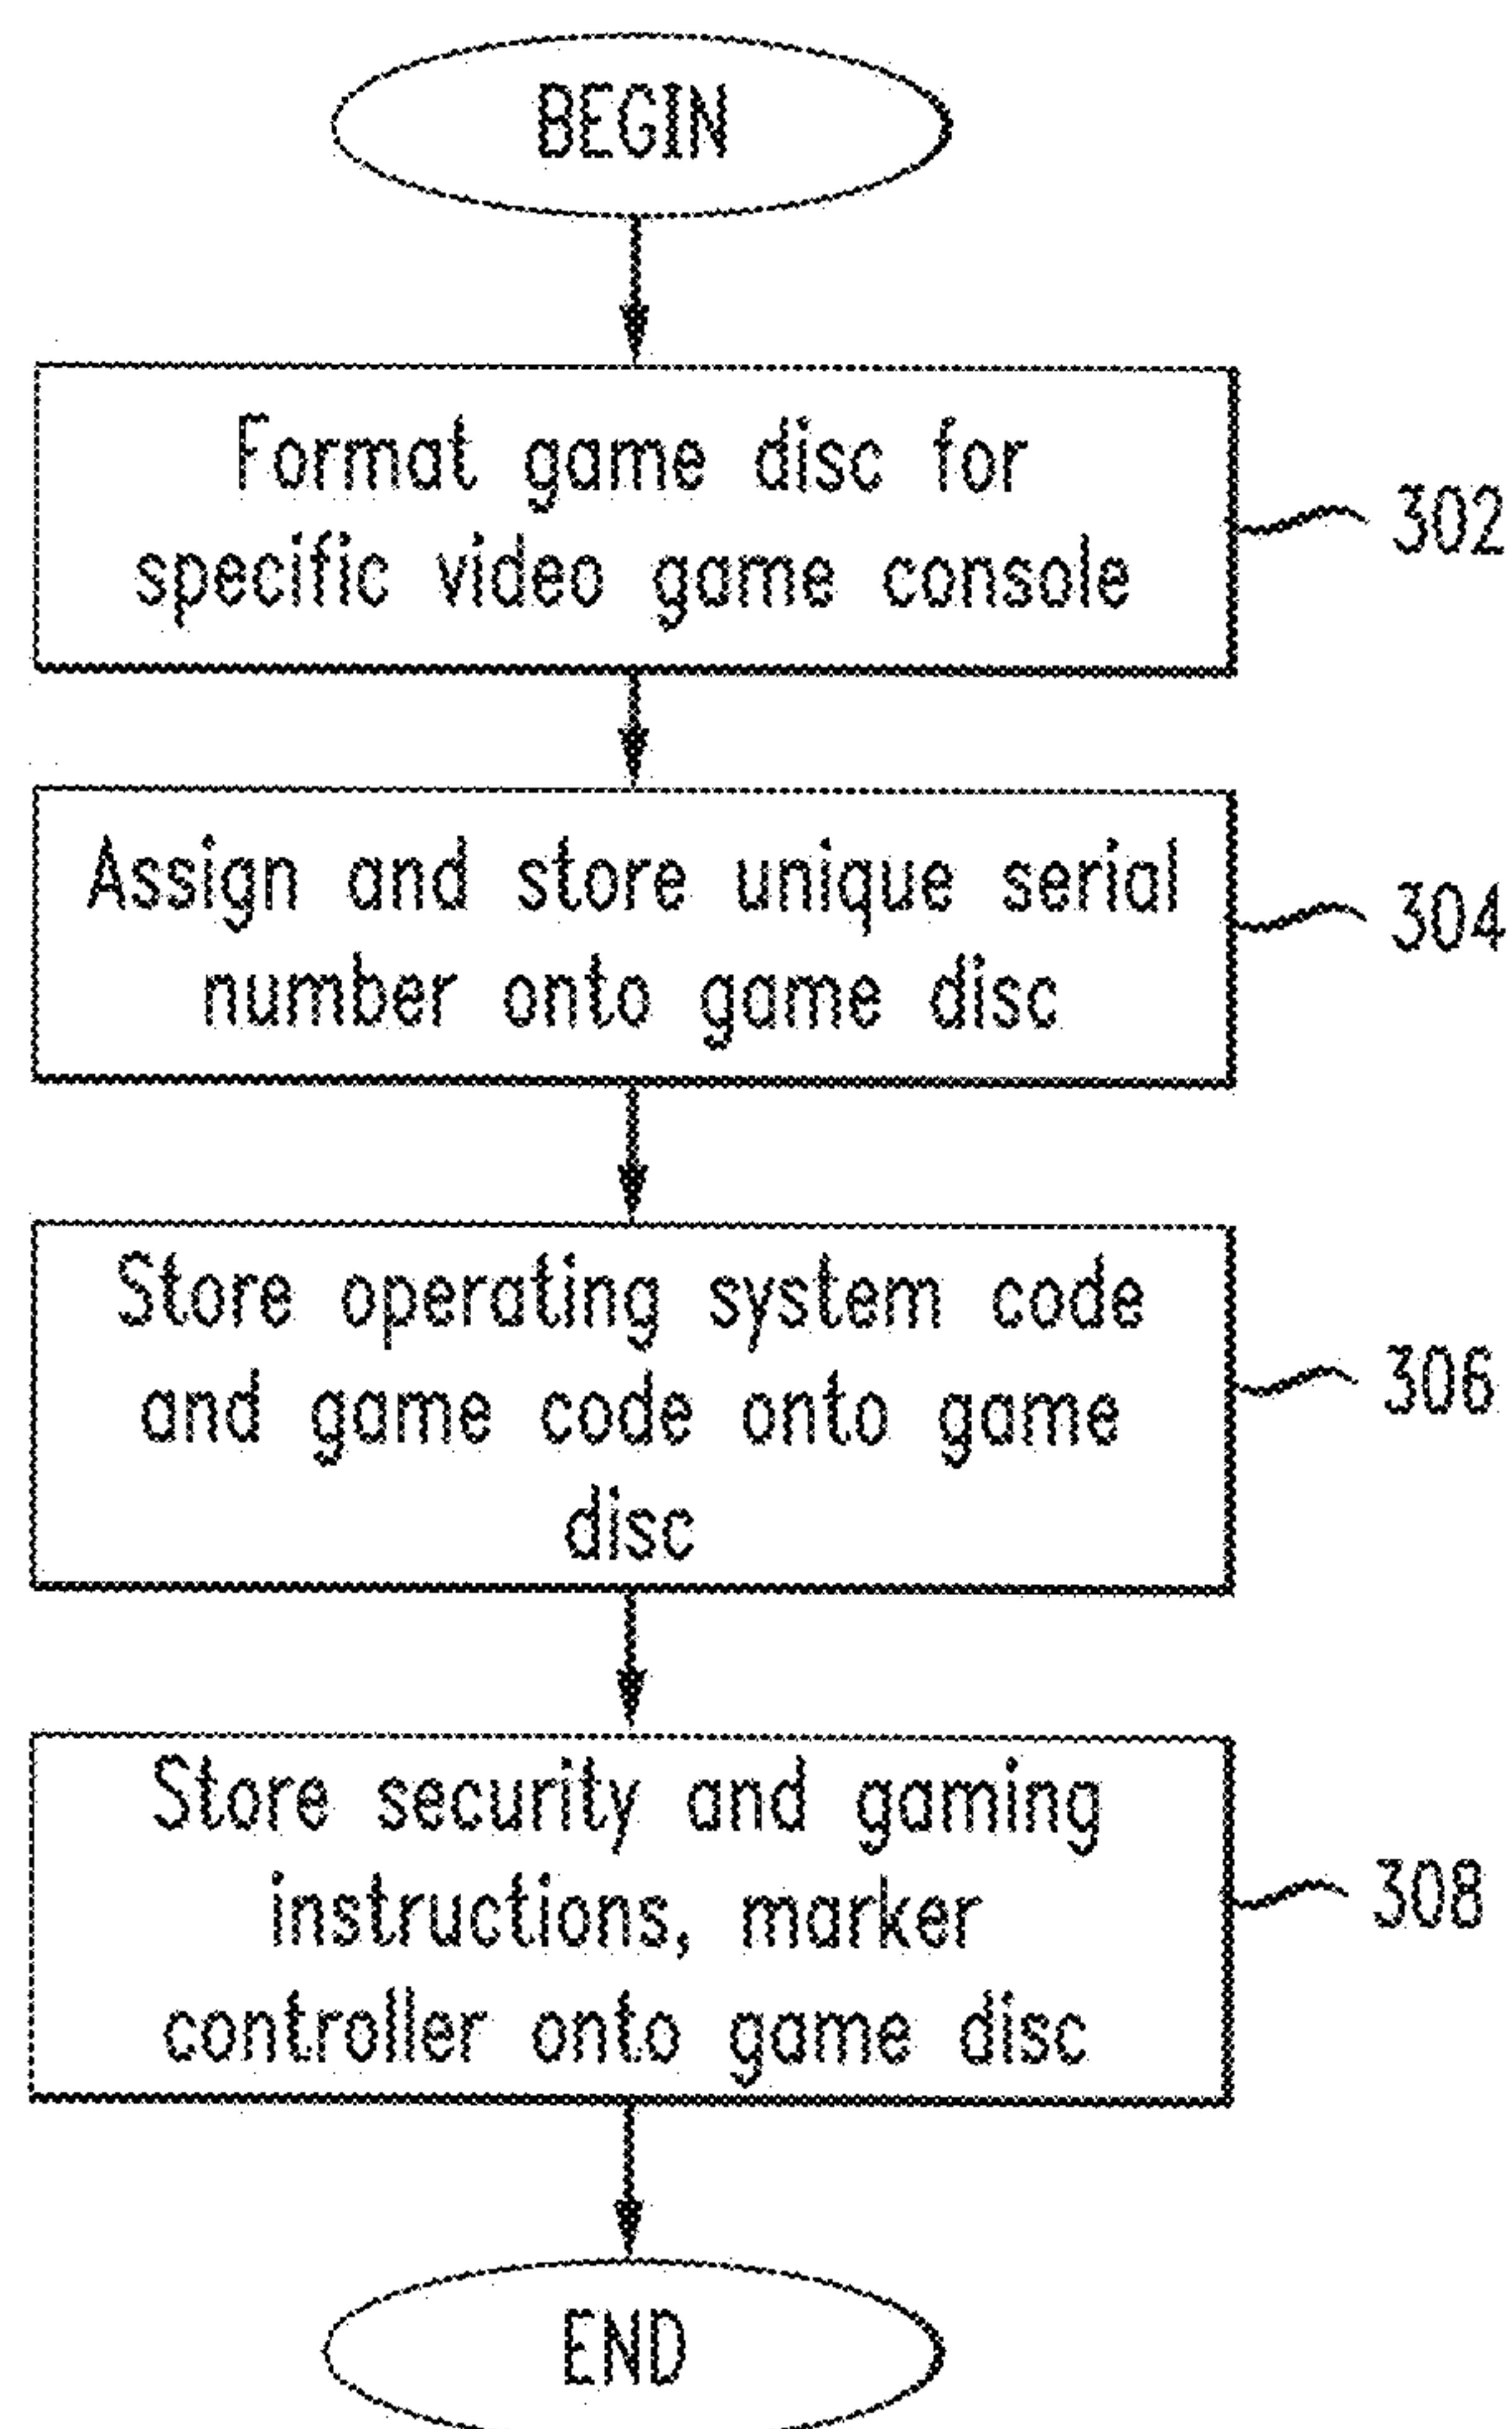 BEGIN
Format game disc for
specific video game console
302
Assign and store unique serial
number onto game disc
304
Store operating system code
and game code onto game
disc
306
Store security and gaming
instructions, marker
controller onto game disc
308
END